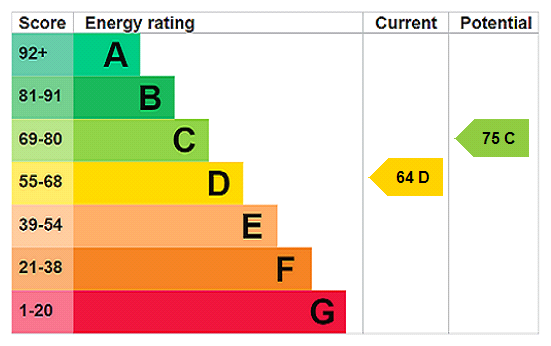 Score Energy rating Current Potential
92+ A
81-91 B
69-80 C 75 C
55-68 D 64 D
39-54 E
21-38 F
1-20 G